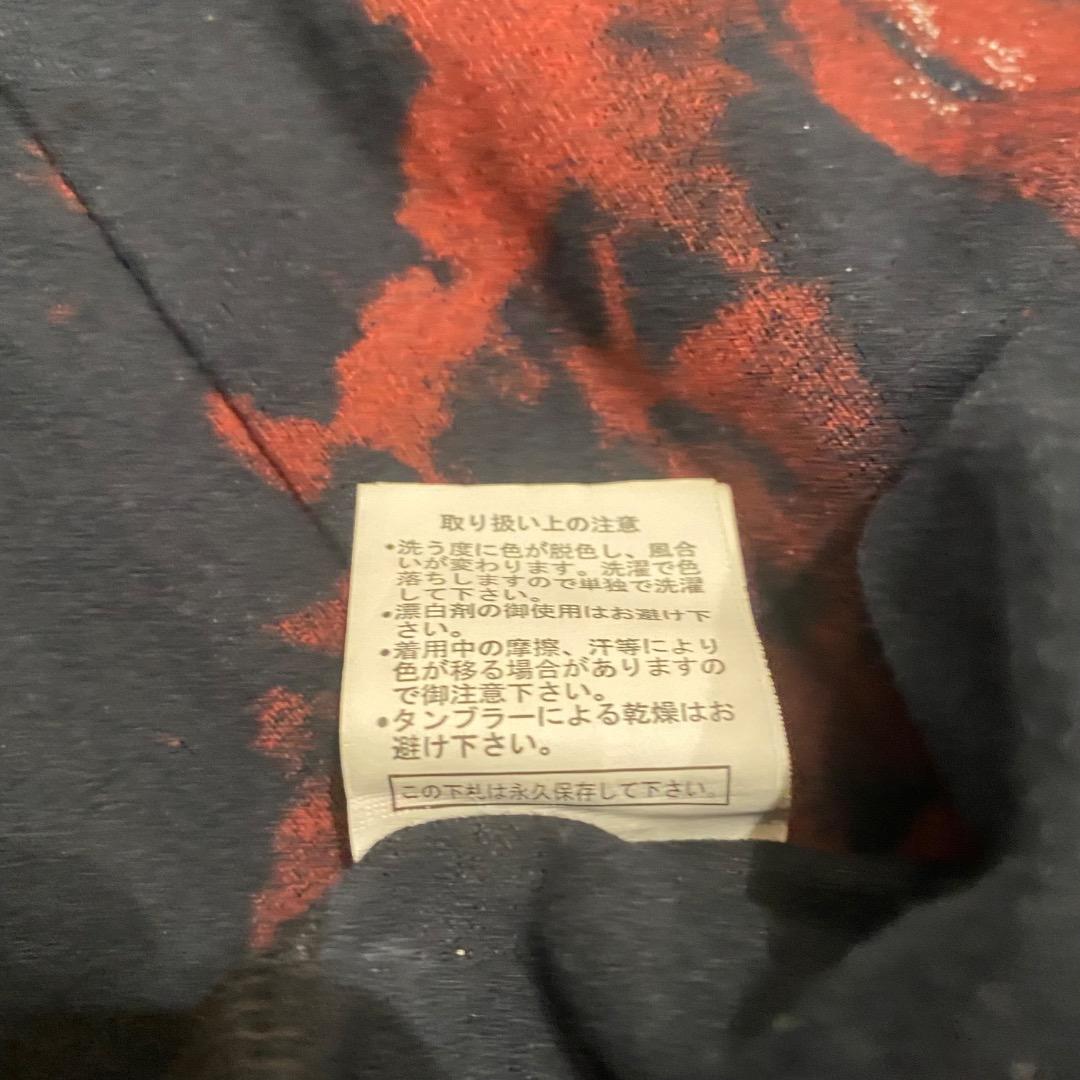 取り扱い上の注意
•洗う度に色が脱色し、風合
いが変わります。洗濯で色
落ちしますので単独で洗濯
して下さい。
•漂白剤の御使用はお避け下
さい。
•着用中の摩擦、汗等により
色が移る場合がありますの
で御注意下さい。
•タンブラーによる乾燥はお
避け下さい。
この下札は永久保存して下さい。